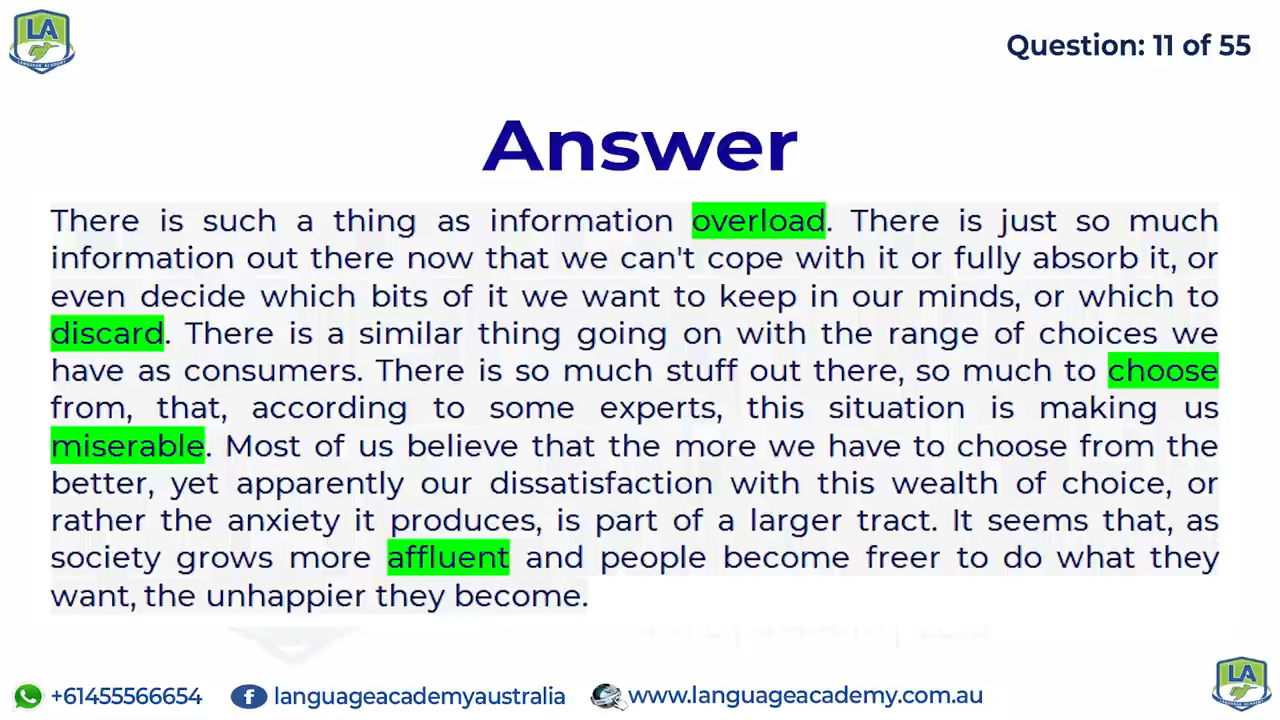 LA
LANGUAGE ACADEMY
Question: 11 of 55
Answer
There is such a thing as information overload. There is just so much
information out there now that we can't cope with it or fully absorb it, or
even decide which bits of it we want to keep in our minds, or which to
discard. There is a similar thing going on with the range of choices we
have as consumers. There is so much stuff out there, so much to choose
from, that, according to some experts, this situation is making us
miserable. Most of us believe that the more we have to choose from the
better, yet apparently our dissatisfaction with this wealth of choice, or
rather the anxiety it produces, is part of a larger tract. It seems that, as
society grows more affluent and people become freer to do what they
want, the unhappier they become.
+61455566654 languageacademyaustralia www.languageacademy.com.au
LA
LANGUAGE ACADEMY